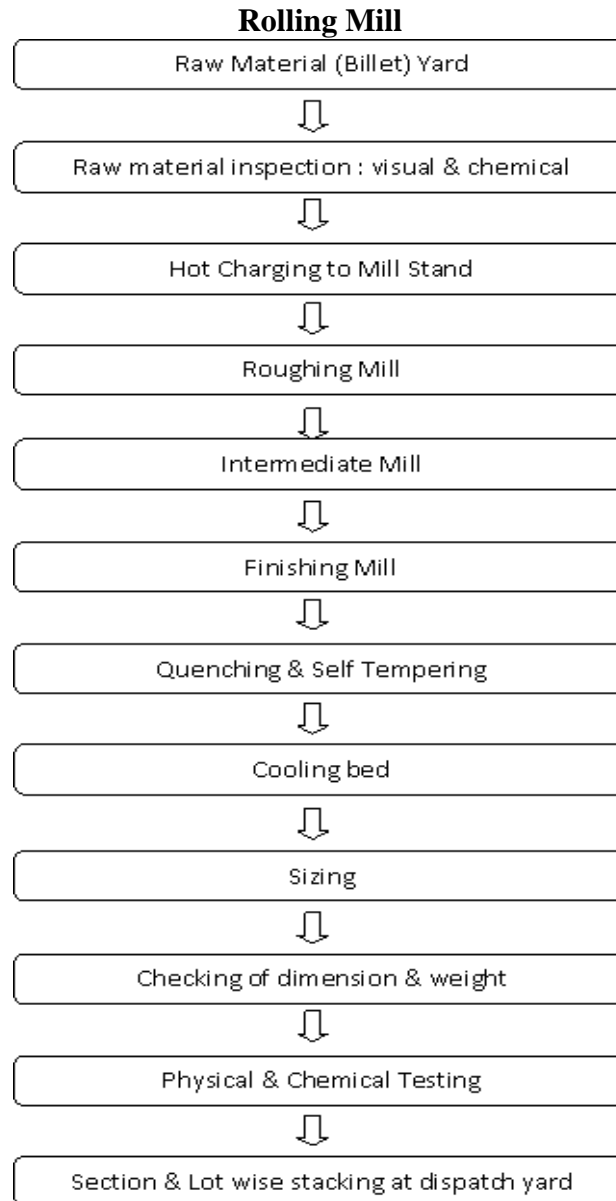 Rolling Mill
Raw Material (Billet) Yard
Raw material inspection : visual & chemical
Hot Charging to Mill Stand
Roughing Mill
Intermediate Mill
Finishing Mill
Quenching & Self Tempering
Cooling bed
Sizing
Checking of dimension & weight
Physical & Chemical Testing
Section & Lot wise stacking at dispatch yard